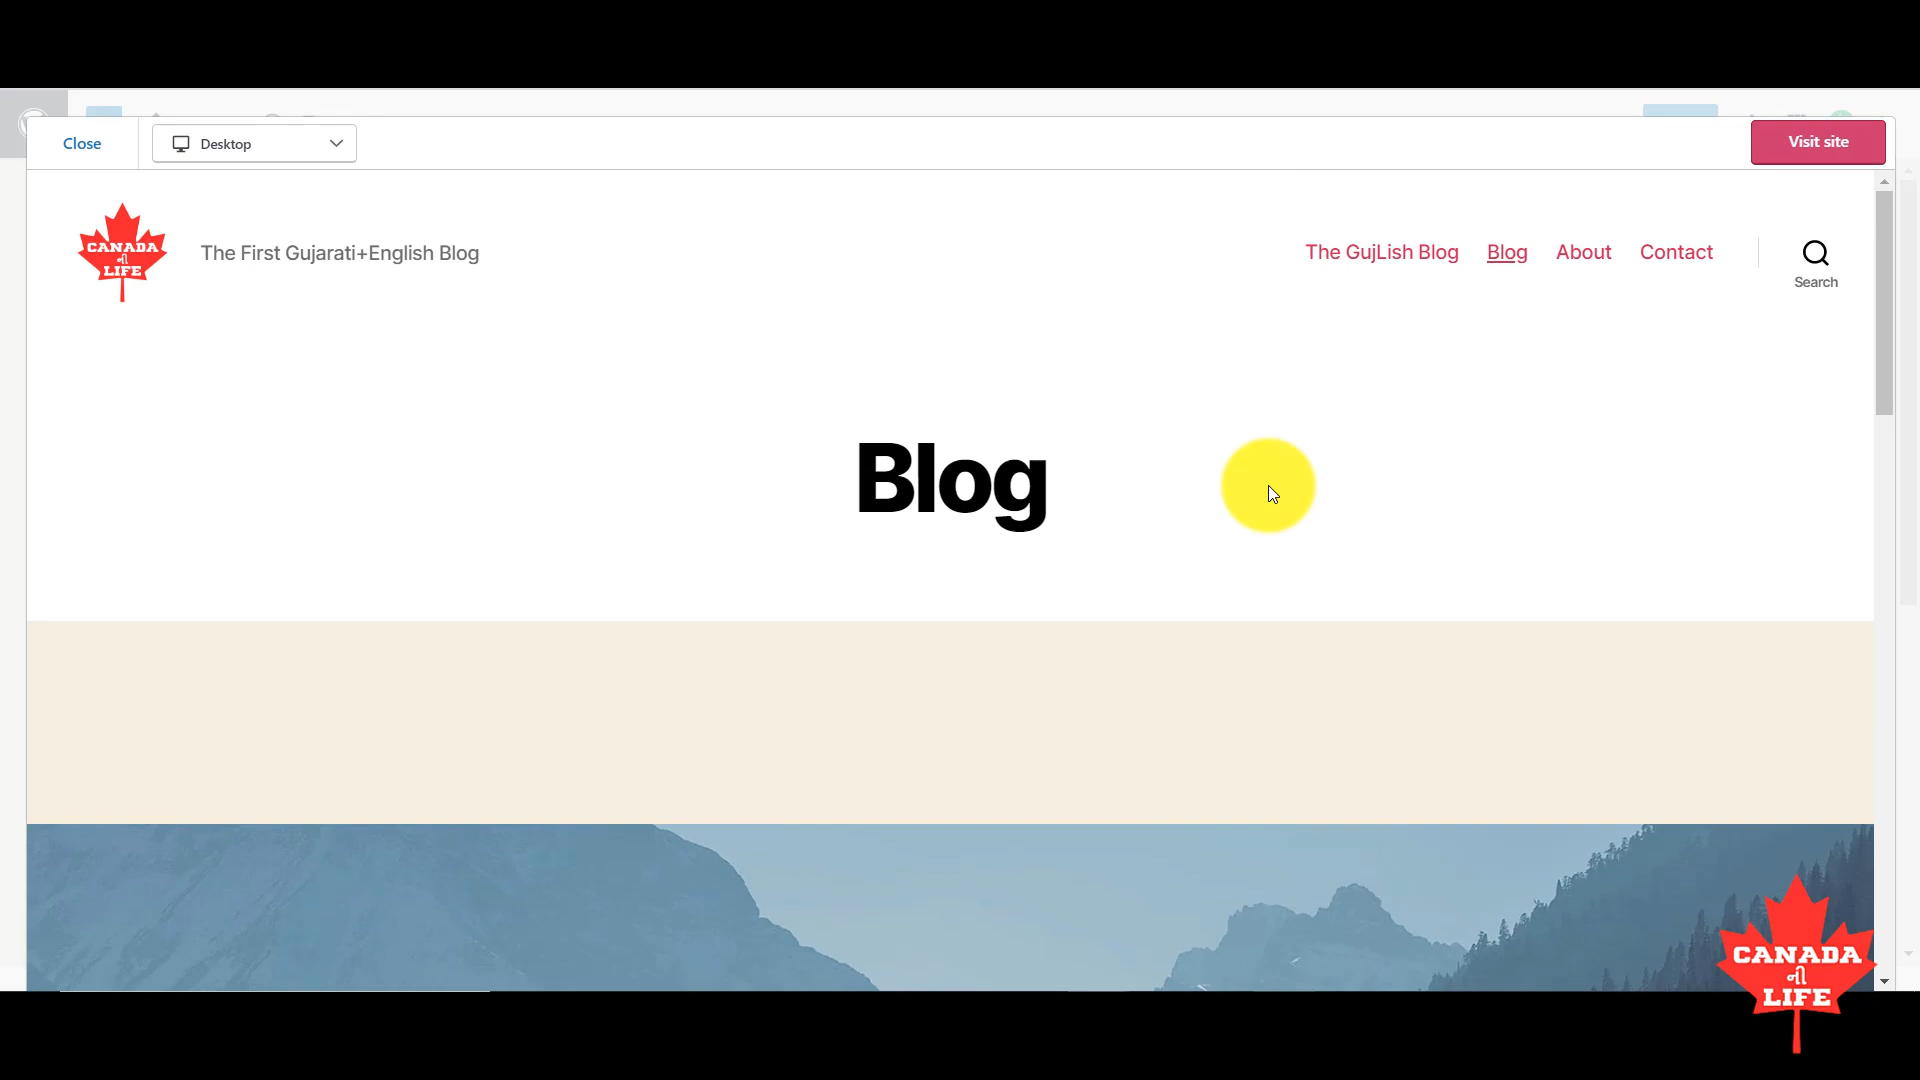 Close
Desktop
Visit site
CANADA
ની
LIFE
The First Gujarati+English Blog
The GujLish Blog
Blog
About
Contact
Search
Blog
CANADA
ની
LIFE